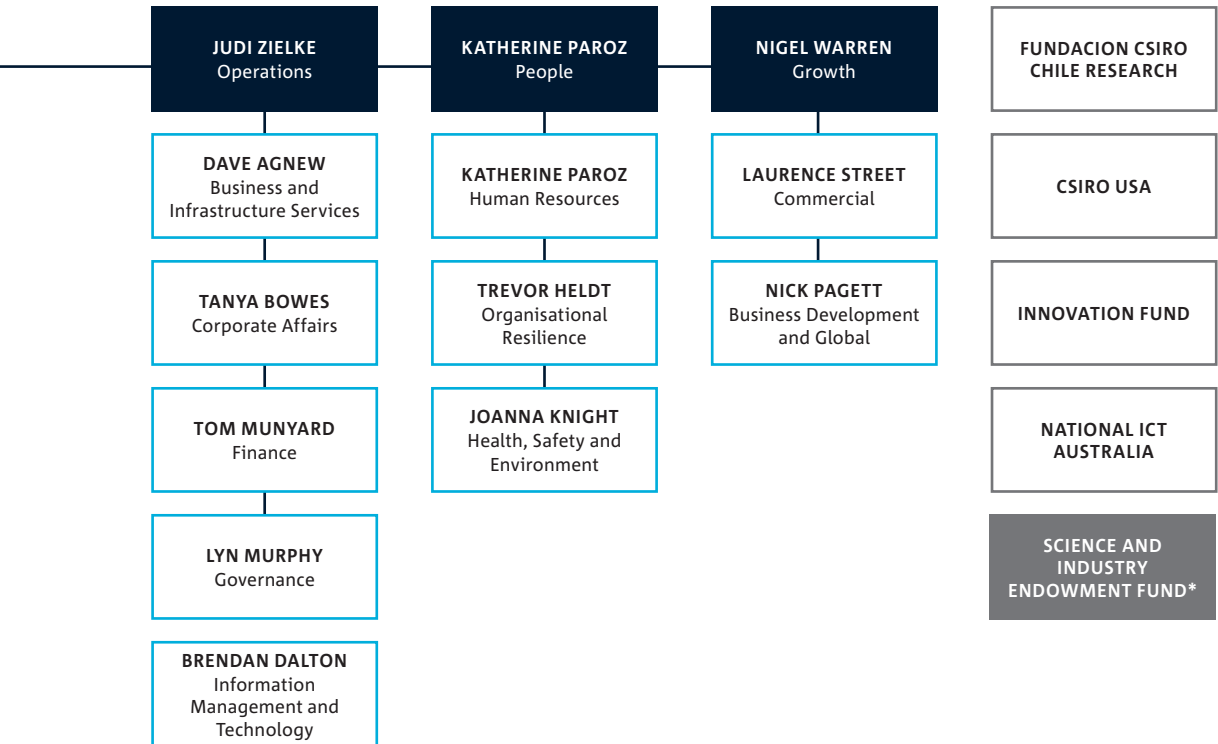 JUDI ZIELKE
Operations
DAVE AGNEW
Business and
Infrastructure Services
TANYA BOWES
Corporate Affairs
TOM MUNYARD
Finance
LYN MURPHY
Governance
BRENDAN DALTON
Information
Management and
Technology
KATHERINE PAROZ
People
KATHERINE PAROZ
Human Resources
TREVOR HELDT
Organisational
Resilience
JOANNA KNIGHT
Health, Safety and
Environment
NIGEL WARREN
Growth
LAURENCE STREET
Commercial
NICK PAGETT
Business Development
and Global
FUNDACION CSIRO
CHILE RESEARCH
CSIRO USA
INNOVATION FUND
NATIONAL ICT
AUSTRALIA
SCIENCE AND
INDUSTRY
ENDOWMENT FUND*